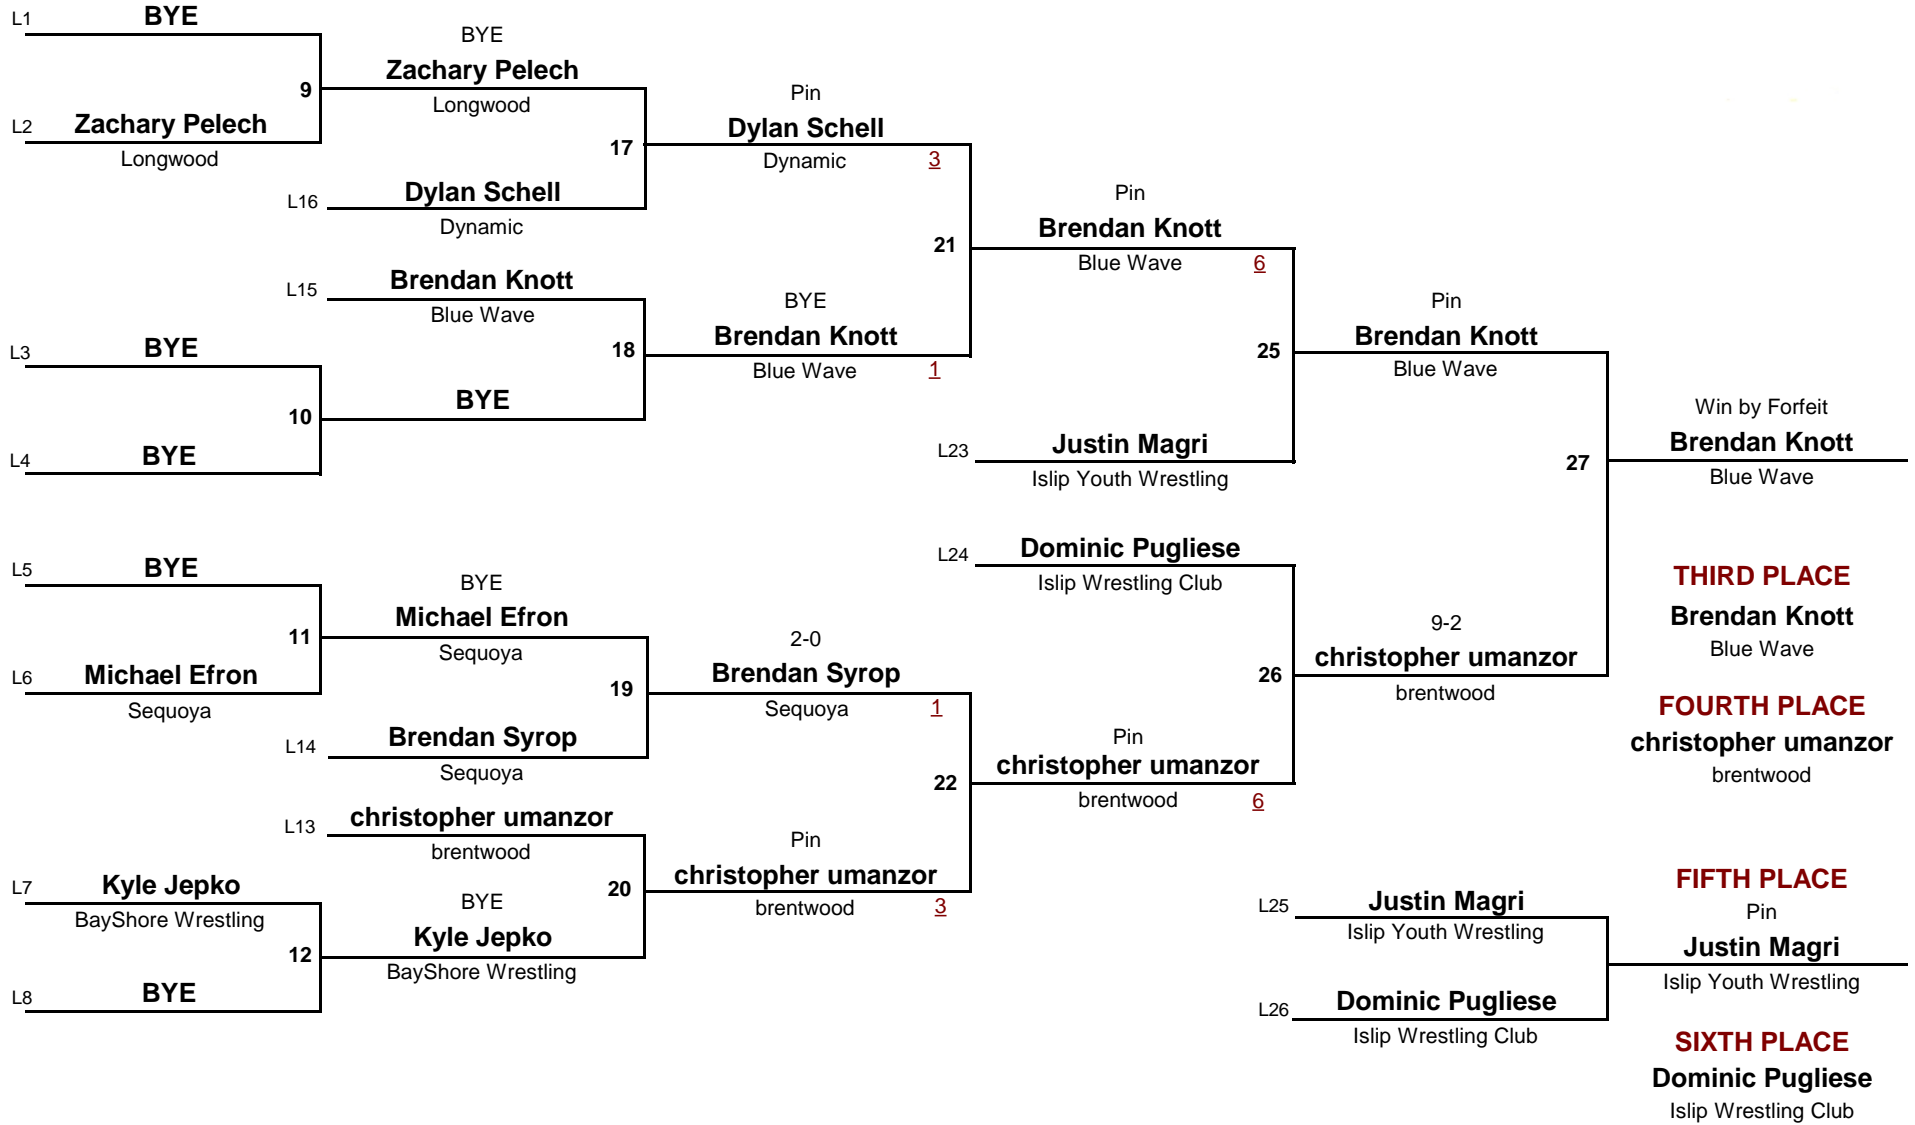 L1 BYE
BYE
Zachary Pelech
9
Longwood
L2 Zachary Pelech
Longwood
Pin
Dylan Schell
17
Dynamic 3
L16 Dylan Schell
Dynamic
Pin
Brendan Knott
21
Blue Wave 6
L15 Brendan Knott
Blue Wave
BYE
Brendan Knott
18
Blue Wave 1
L3 BYE
10
BYE
L4 BYE
Pin
Brendan Knott
25
Blue Wave
L23 Justin Magri
Islip Youth Wrestling
27
Win by Forfeit
Brendan Knott
Blue Wave
L24 Dominic Pugliese
Islip Wrestling Club
L5 BYE
BYE
Michael Efron
11
Sequoya
L6 Michael Efron
Sequoya
2-0
Brendan Syrop
19
Sequoya 1
L14 Brendan Syrop
Sequoya
9-2
christopher umanzor
26
brentwood
Pin
christopher umanzor
22
brentwood 6
L13 christopher umanzor
brentwood
Pin
christopher umanzor
20
brentwood 3
L7 Kyle Jepko
BayShore Wrestling
BYE
Kyle Jepko
12
BayShore Wrestling
L8 BYE
THIRD PLACE
Brendan Knott
Blue Wave
FOURTH PLACE
christopher umanzor
brentwood
L25 Justin Magri
Islip Youth Wrestling
L26 Dominic Pugliese
Islip Wrestling Club
FIFTH PLACE
Pin
Justin Magri
Islip Youth Wrestling
SIXTH PLACE
Dominic Pugliese
Islip Wrestling Club